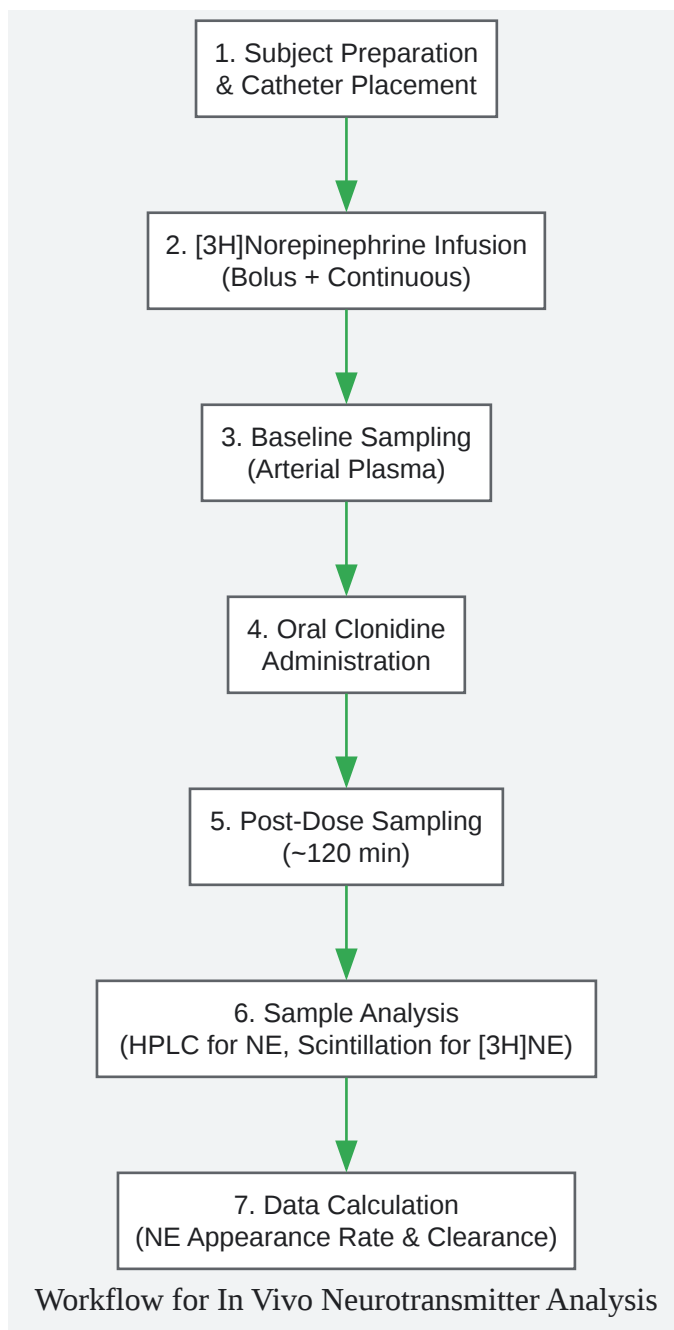 1. Subject Preparation
& Catheter Placement
2. [3H]Norepinephrine Infusion
(Bolus + Continuous)
3. Baseline Sampling
(Arterial Plasma)
4. Oral Clonidine
Administration
5. Post-Dose Sampling
(~120 min)
6. Sample Analysis
(HPLC for NE, Scintillation for [3H]NE)
7. Data Calculation
(NE Appearance Rate & Clearance)
Workflow for In Vivo Neurotransmitter Analysis